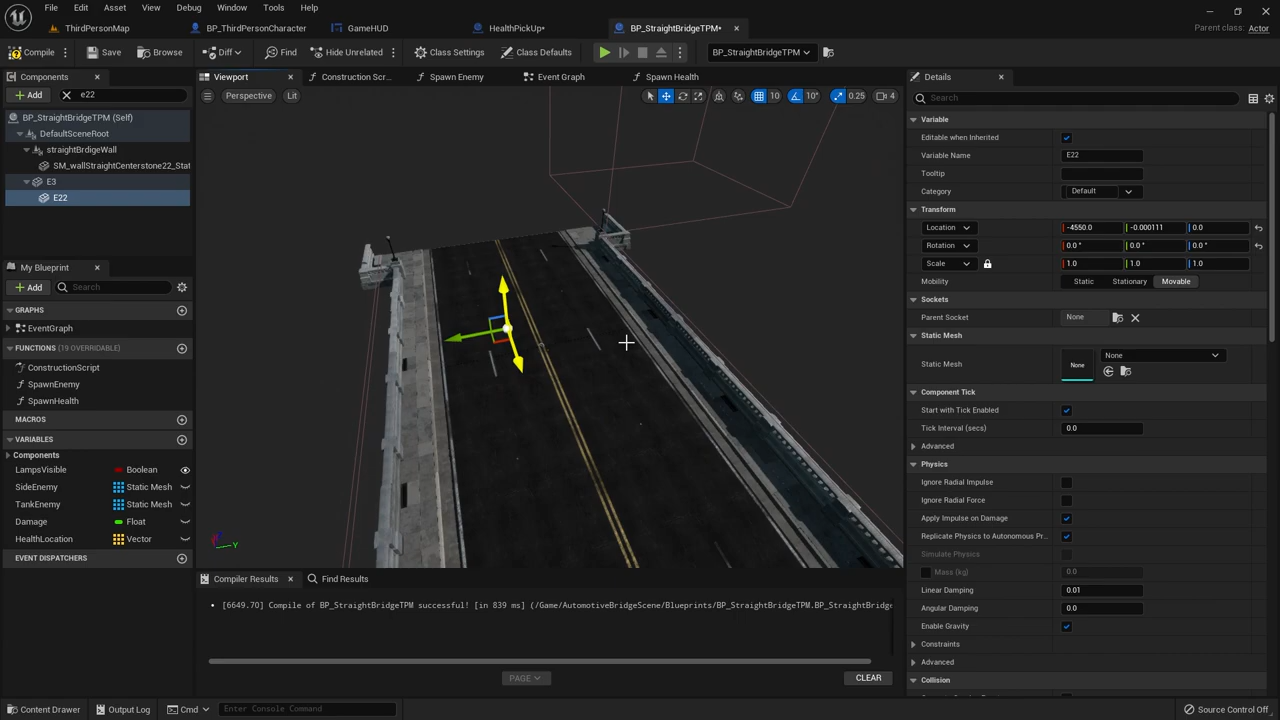 File Edit Asset View Debug Window Tools Help
ThirdPersonMap BP_ThirdPersonCharacter GameHUD HealthPickUp* BP_StraightBridgeTPM* Parent class: Actor
Compile Save Browse Diff Find Hide Unrelated Class Settings Class Defaults BP_StraightBridgeTPM
Components
Add e22
BP_StraightBridgeTPM (Self)
DefaultSceneRoot
straightBrdigeWall
SM_wallStraightCenterstone22_Stat
E3
E22
My Blueprint
Add Search
GRAPHS
EventGraph
FUNCTIONS (19 OVERRIDABLE)
ConstructionScript
SpawnEnemy
SpawnHealth
MACROS
VARIABLES
Components
LampsVisible Boolean
SideEnemy Static Mesh
TankEnemy Static Mesh
Damage Float
HealthLocation Vector
EVENT DISPATCHERS
Viewport Construction Scr... Spawn Enemy Event Graph Spawn Health
Perspective Lit 10 10° 0.25 4
Y
Compiler Results Find Results
[6649.70] Compile of BP_StraightBridgeTPM successful! [in 839 ms] (/Game/AutomotiveBridgeScene/Blueprints/BP_StraightBridgeTPM.BP_StraightBridge
PAGE CLEAR
Details
Search
Variable
Editable when Inherited
Variable Name E22
Tooltip
Category Default
Transform
Location -4550.0 -0.000111 0.0
Rotation 0.0° 0.0° 0.0°
Scale 1.0 1.0 1.0
Mobility Static Stationary Movable
Sockets
Parent Socket None
Static Mesh
Static Mesh None None
Component Tick
Start with Tick Enabled
Tick Interval (secs) 0.0
Advanced
Physics
Ignore Radial Impulse
Ignore Radial Force
Apply Impulse on Damage
Replicate Physics to Autonomous Pr...
Simulate Physics
Mass (kg) 0.0
Linear Damping 0.01
Angular Damping 0.0
Enable Gravity
Constraints
Advanced
Collision
Content Drawer Output Log Cmd Enter Console Command Source Control Off